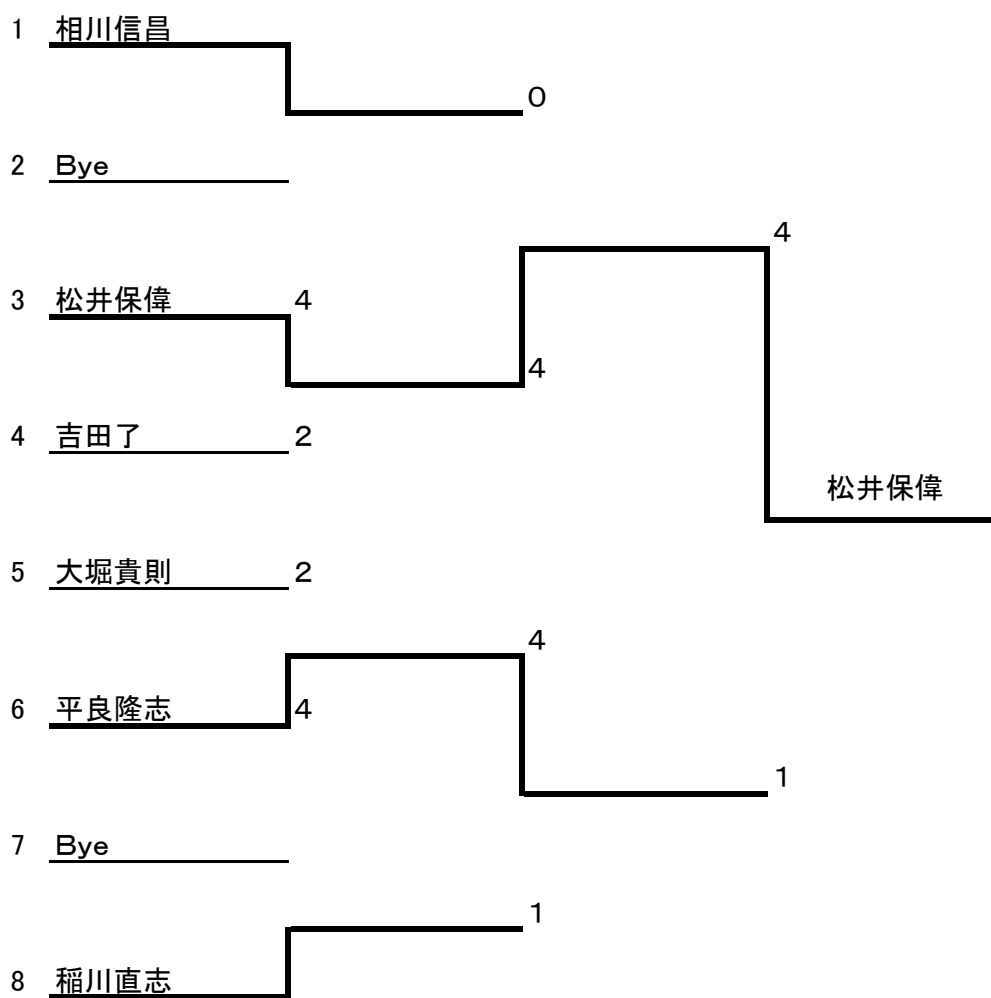 1 相川信昌
0
2 Bye
4
3 松井保偉 4
4
4 吉田了 2
松井保偉
5 大堀貴則 2
4
6 平良隆志 4
1
7 Bye
1
8 稲川直志